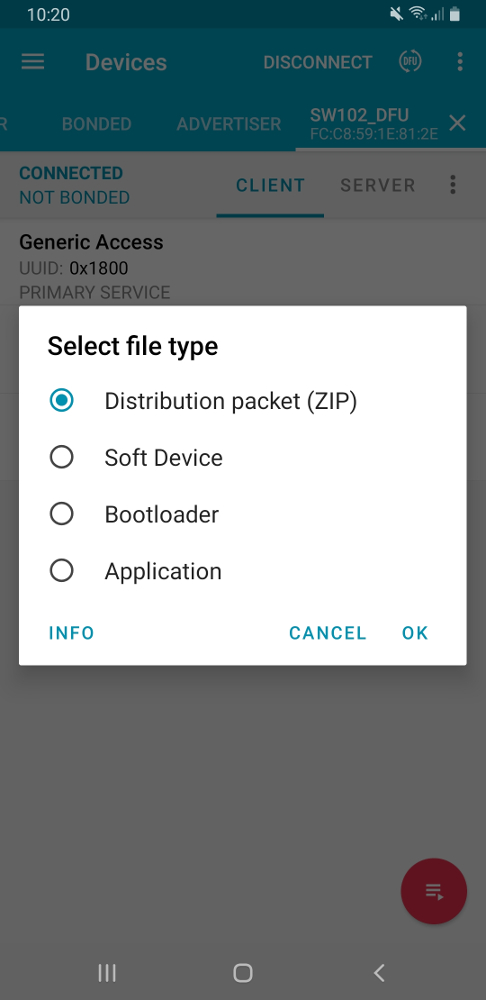 10:20
Devices
DISCONNECT
DFU
R
BONDED
ADVERTISER
SW102_DFU
FC:C8:59:1E:81:2E
CONNECTED
NOT BONDED
CLIENT
SERVER
Generic Access
UUID: 0x1800
PRIMARY SERVICE
Select file type
Distribution packet (ZIP)
Soft Device
Bootloader
Application
INFO
CANCEL
OK